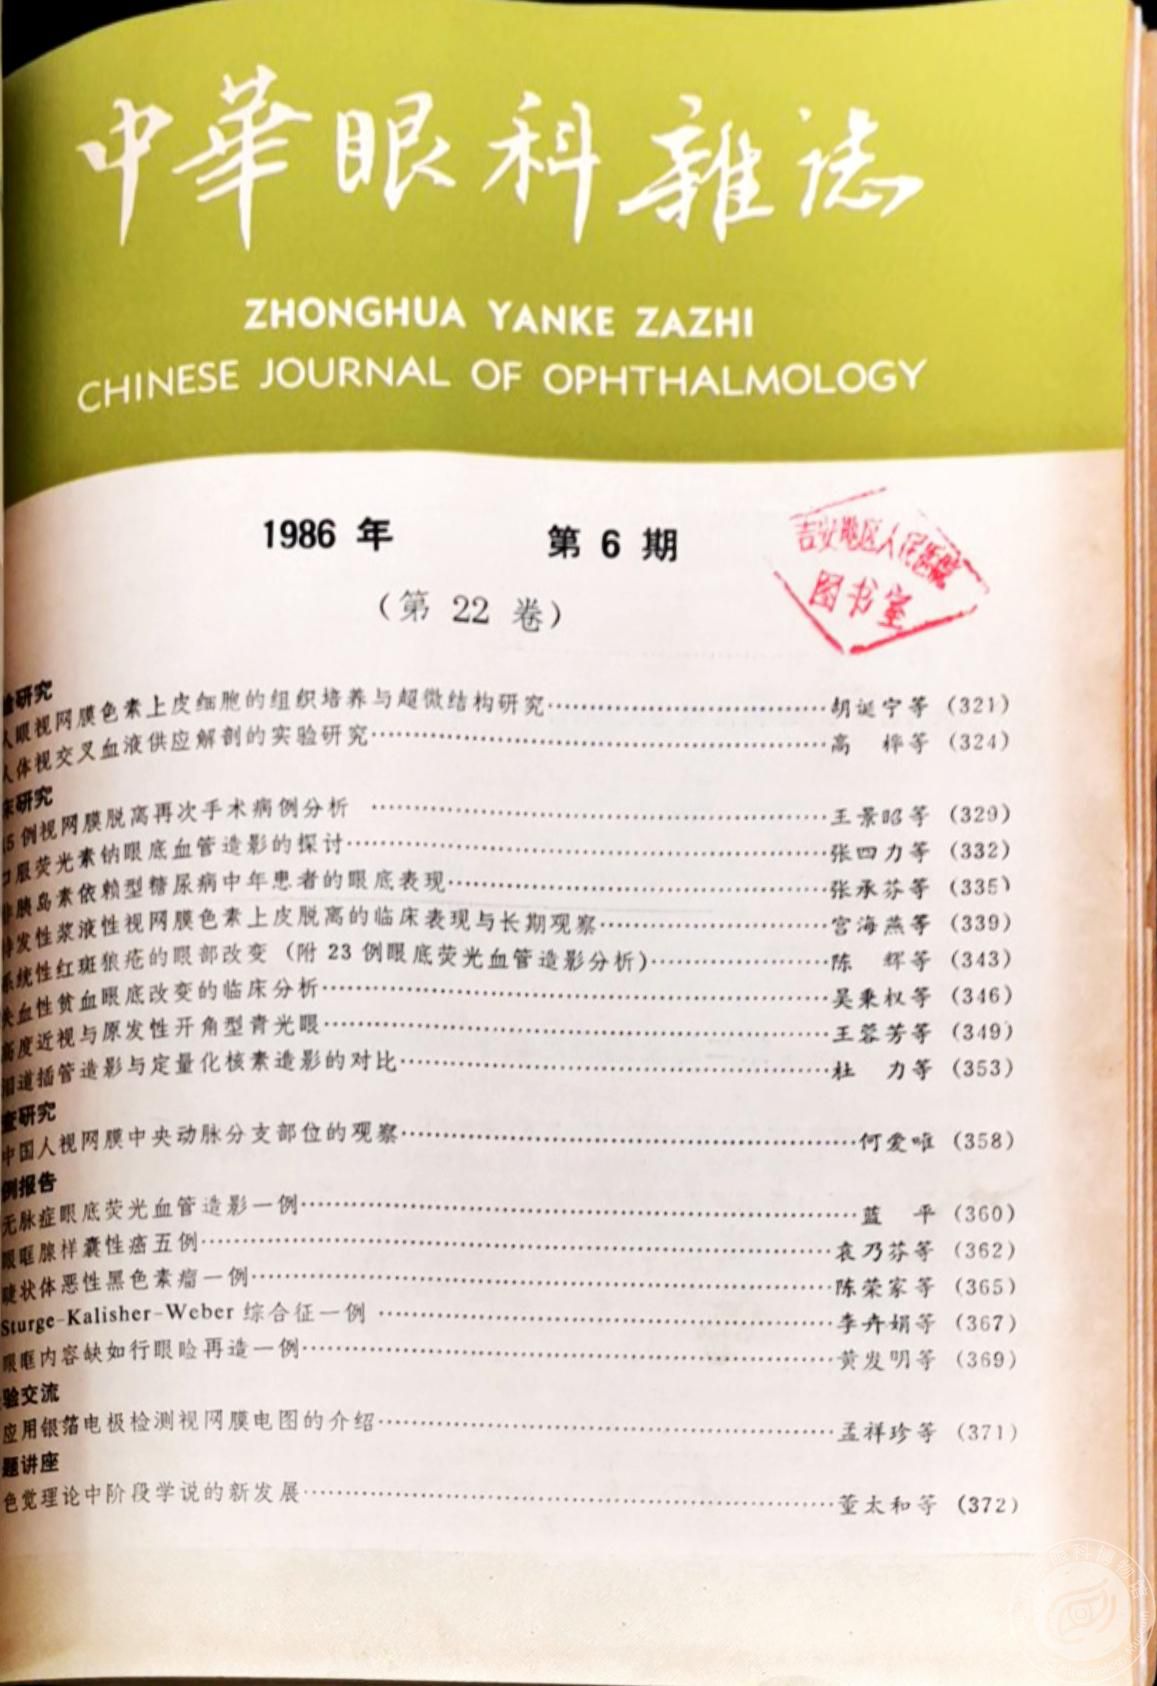 中華眼科雜誌
ZHONGHUA YANKE ZAZHI
CHINESE JOURNAL OF OPHTHALMOLOGY
1986 年 第 6 期
(第 22 卷)
吉安地区人民医院
图书室
验研究
人眼视网膜色素上皮细胞的组织培养与超微结构研究……胡诞宁等 (321)
人体视交叉血液供应解剖的实验研究……高 桦等 (324)
床研究
5 例视网膜脱离再次手术病例分析 ……王景昭等 (329)
口服荧光素钠眼底血管造影的探讨……张四力等 (332)
非胰岛素依赖型糖尿病中年患者的眼底表现……张承芬等 (335)
特发性浆液性视网膜色素上皮脱离的临床表现与长期观察……宫海燕等 (339)
系统性红斑狼疮的眼部改变 (附 23 例眼底荧光血管造影分析)……陈 辉等 (343)
失血性贫血眼底改变的临床分析……吴秉权等 (346)
高度近视与原发性开角型青光眼……王蓉芳等 (349)
泪道插管造影与定量化核素造影的对比……杜 力等 (353)
查研究
中国人视网膜中央动脉分支部位的观察……何爱唯 (358)
例报告
无脉症眼底荧光血管造影一例……蓝 平 (360)
眼眶腺样囊性癌五例……袁乃芬等 (362)
睫状体恶性黑色素瘤一例……陈荣家等 (365)
Sturge-Kalisher-Weber 综合征一例 ……李卉娟等 (367)
眼眶内容缺如行眼睑再造一例……黄发明等 (369)
验交流
应用银箔电极检测视网膜电图的介绍……孟祥珍等 (371)
题讲座
色觉理论中阶段学说的新发展……董太和等 (372)